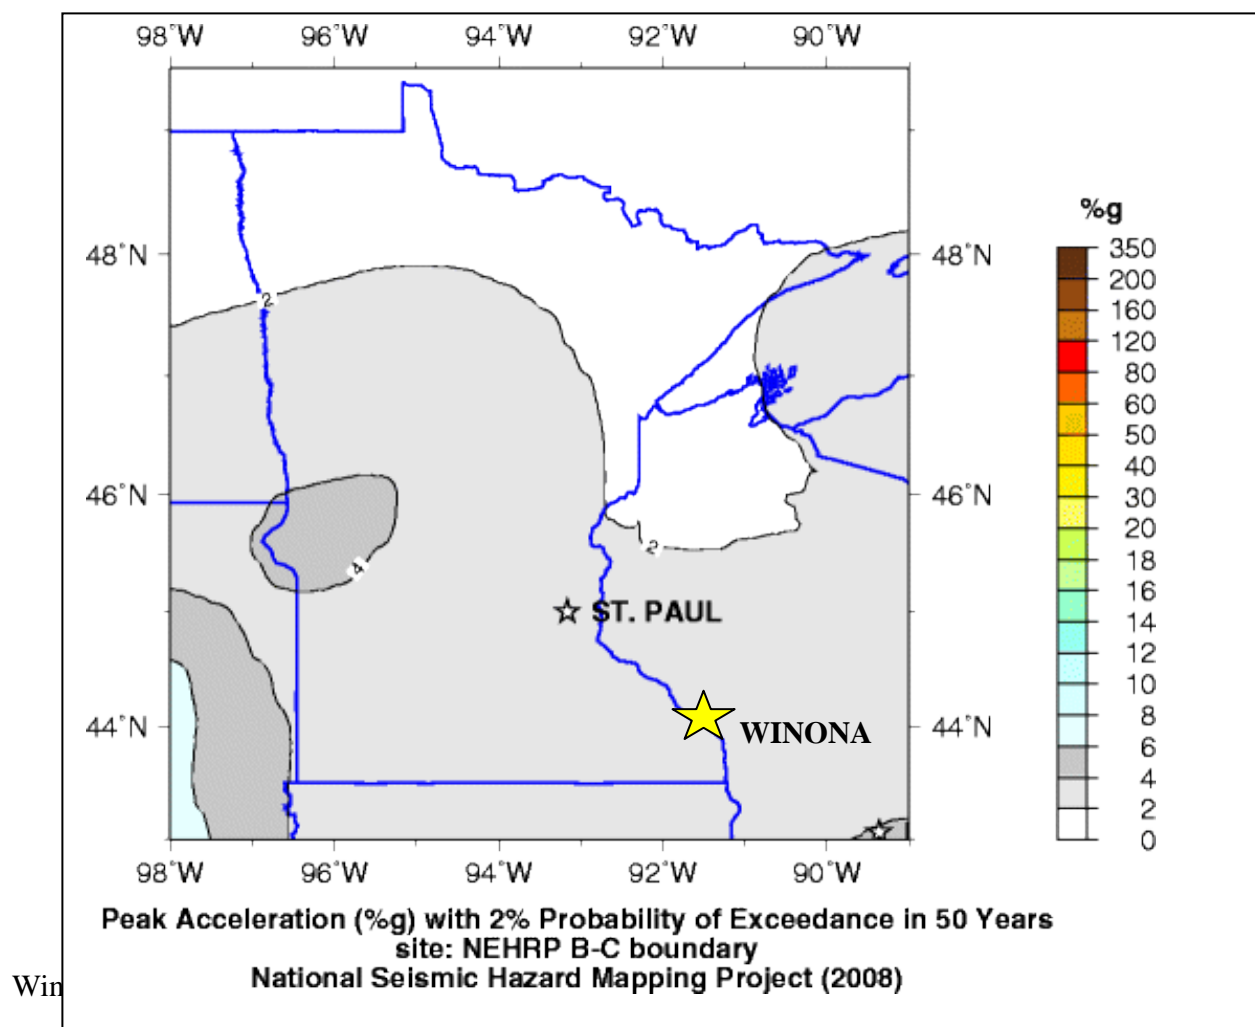 98°W 96°W 94°W 92°W 90°W
%g
350
48°N 48°N
200
160
2
120
80
60
50
46°N 46°N
40
30
20
2
4
18
16
ST. PAUL
14
12
10
44°N WINONA 44°N
8
6
4
2
0
98°W 96°W 94°W 92°W 90°W
Peak Acceleration (%g) with 2% Probability of Exceedance in 50 Years
site: NEHRP B-C boundary
National Seismic Hazard Mapping Project (2008)
Win